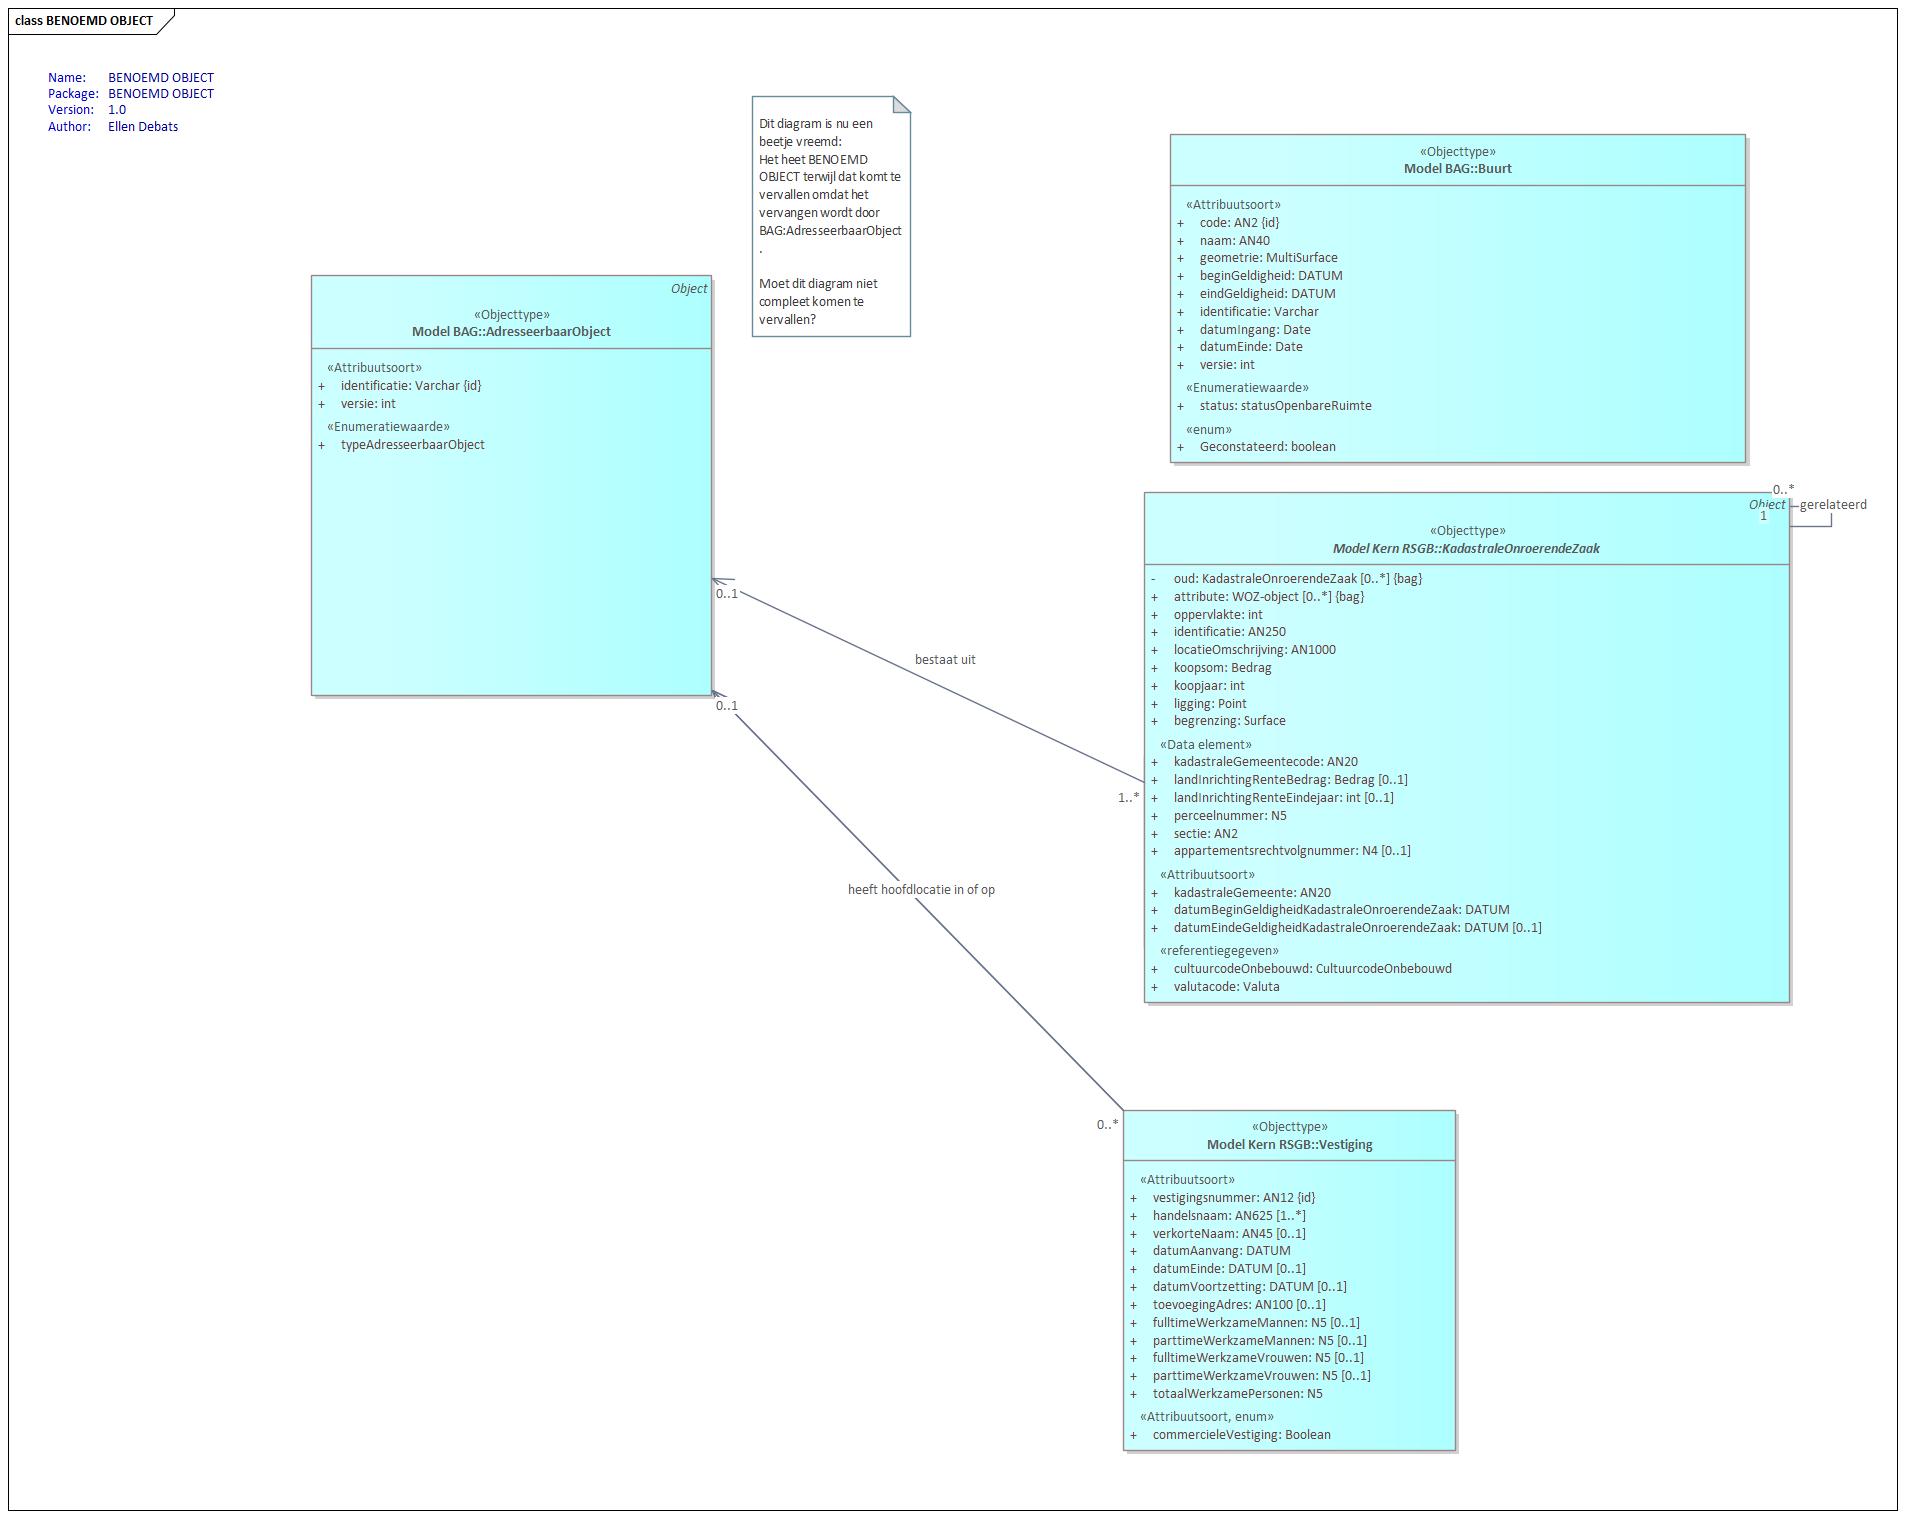 class BENOEMD OBJECT
Name: BENOEMD OBJECT
Package: BENOEMD OBJECT
Version: 1.0
Author: Ellen Debats
Dit diagram is nu een
beetje vreemd:
Het heet BENOEMD
OBJECT terwijl dat komt te
vervallen omdat het
vervangen wordt door
BAG:AdresseerbaarObject
.
Moet dit diagram niet
compleet komen te
vervallen?
«Objecttype»
Model BAG::Buurt
«Attribuutsoort»
+ code: AN2 {id}
+ naam: AN40
+ geometrie: MultiSurface
+ beginGeldigheid: DATUM
+ eindGeldigheid: DATUM
+ identificatie: Varchar
+ datumIngang: Date
+ datumEinde: Date
+ versie: int
«Enumeratiewaarde»
+ status: statusOpenbareRuimte
«enum»
+ Geconstateerd: boolean
Object
«Objecttype»
Model BAG::AdresseerbaarObject
«Attribuutsoort»
+ identificatie: Varchar {id}
+ versie: int
«Enumeratiewaarde»
+ typeAdresseerbaarObject
0..*
Object
gerelateerd
1
«Objecttype»
Model Kern RSGB::KadastraleOnroerendeZaak
- oud: KadastraleOnroerendeZaak [0..*] {bag}
+ attribute: WOZ-object [0..*] {bag}
+ oppervlakte: int
+ identificatie: AN250
+ locatieOmschrijving: AN1000
+ koopsom: Bedrag
+ koopjaar: int
+ ligging: Point
+ begrenzing: Surface
«Data element»
+ kadastraleGemeentecode: AN20
+ landInrichtingRenteBedrag: Bedrag [0..1]
+ landInrichtingRenteEindejaar: int [0..1]
+ perceelnummer: N5
+ sectie: AN2
+ appartementsrechtvolgnummer: N4 [0..1]
«Attribuutsoort»
+ kadastraleGemeente: AN20
+ datumBeginGeldigheidKadastraleOnroerendeZaak: DATUM
+ datumEindeGeldigheidKadastraleOnroerendeZaak: DATUM [0..1]
«referentiegegeven»
+ cultuurcodeOnbebouwd: CultuurcodeOnbebouwd
+ valutacode: Valuta
0..1
bestaat uit
1..*
0..1
heeft hoofdlocatie in of op
0..*
«Objecttype»
Model Kern RSGB::Vestiging
«Attribuutsoort»
+ vestigingsnummer: AN12 {id}
+ handelsnaam: AN625 [1..*]
+ verkorteNaam: AN45 [0..1]
+ datumAanvang: DATUM
+ datumEinde: DATUM [0..1]
+ datumVoortzetting: DATUM [0..1]
+ toevoegingAdres: AN100 [0..1]
+ fulltimeWerkzameMannen: N5 [0..1]
+ parttimeWerkzameMannen: N5 [0..1]
+ fulltimeWerkzameVrouwen: N5 [0..1]
+ parttimeWerkzameVrouwen: N5 [0..1]
+ totaalWerkzamePersonen: N5
«Attribuutsoort, enum»
+ commercieleVestiging: Boolean